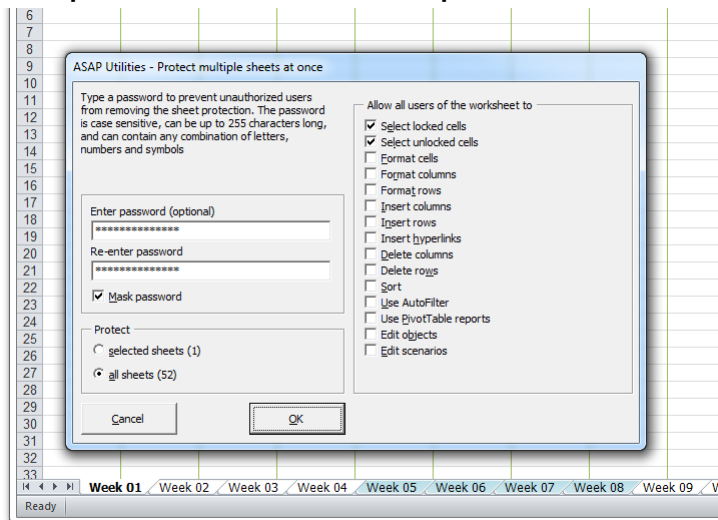 6
7
8
9
10
11
12
13
14
15
16
17
18
19
20
21
22
23
24
25
26
27
28
29
30
31
32
33
ASAP Utilities - Protect multiple sheets at once
Type a password to prevent unauthorized users
from removing the sheet protection. The password
is case sensitive, can be up to 255 characters long,
and can contain any combination of letters,
numbers and symbols
Enter password (optional)
**************
Re-enter password
**************
Mask password
Protect
selected sheets (1)
all sheets (52)
Cancel
OK
Allow all users of the worksheet to
Select locked cells
Select unlocked cells
Format cells
Format columns
Format rows
Insert columns
Insert rows
Insert hyperlinks
Delete columns
Delete rows
Sort
Use AutoFilter
Use PivotTable reports
Edit objects
Edit scenarios
Week 01 Week 02 Week 03 Week 04 Week 05 Week 06 Week 07 Week 08 Week 09
Ready